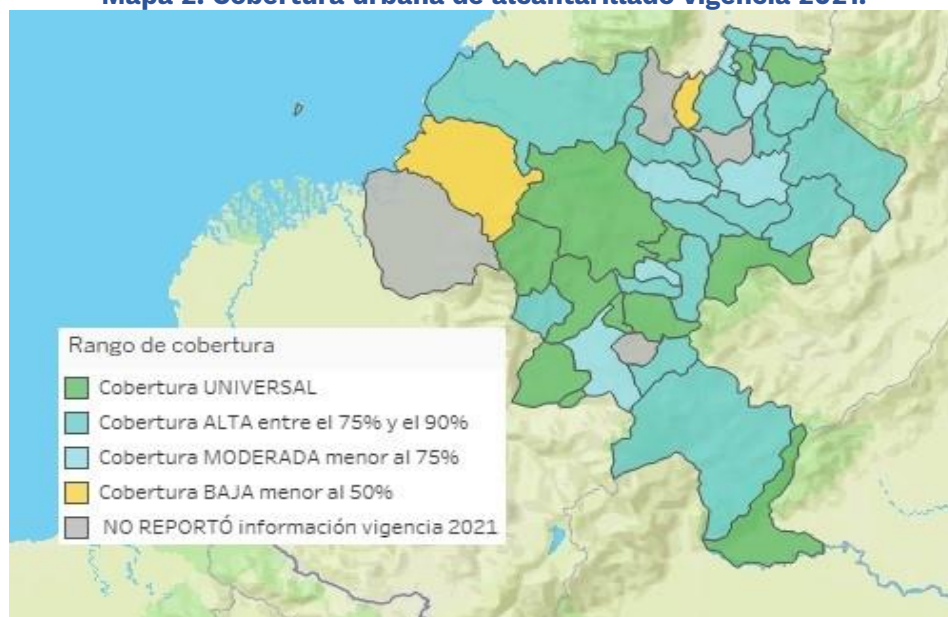 Mapa 2. Cobertura urbana de alcantarillado vigencia 2021.
Rango de cobertura
Cobertura UNIVERSAL
Cobertura ALTA entre el 75% y el 90%
Cobertura MODERADA menor al 75%
Cobertura BAJA menor al 50%
NO REPORTÓ información vigencia 2021